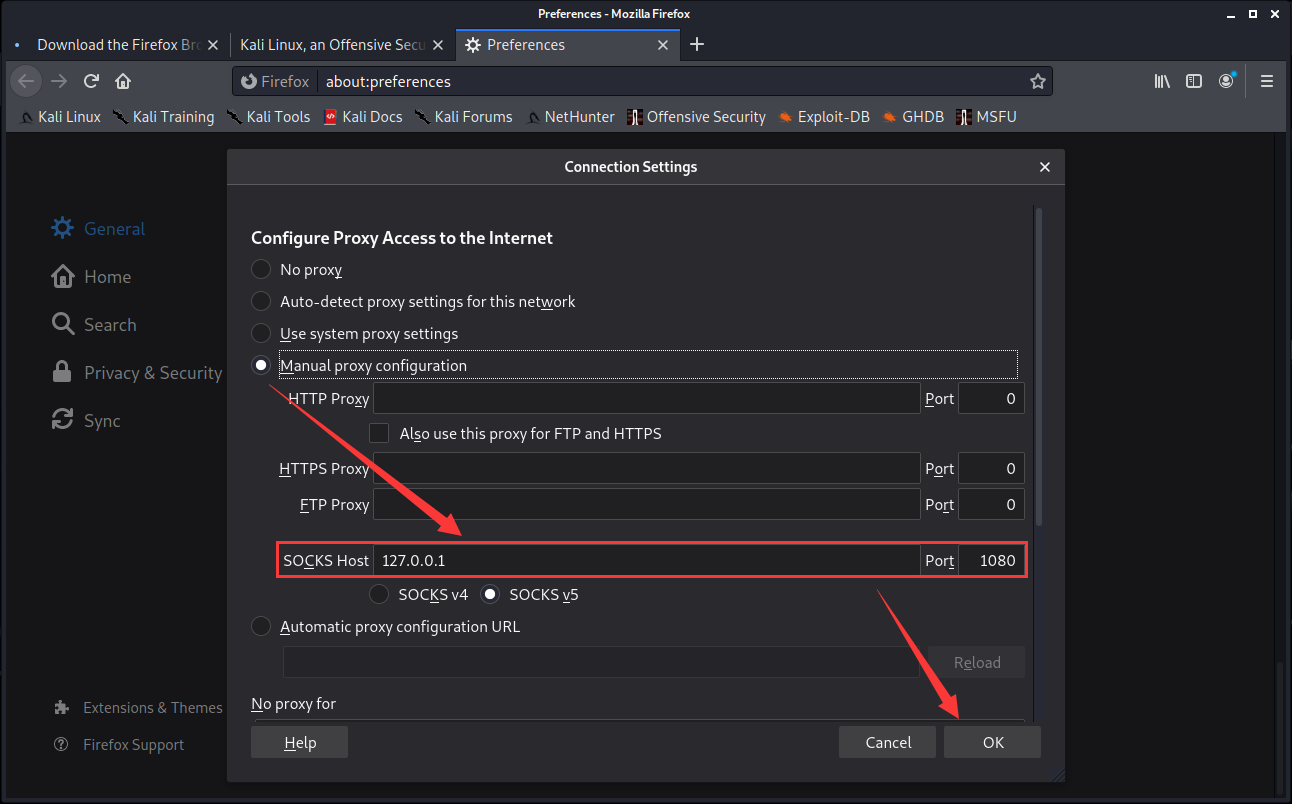 Preferences - Mozilla Firefox
Download the Firefox Bro
Kali Linux, an Offensive Secu
Preferences
Firefox
about:preferences
Kali Linux
Kali Training
Kali Tools
Kali Docs
Kali Forums
NetHunter
Offensive Security
Exploit-DB
GHDB
MSFU
Connection Settings
General
Home
Search
Privacy & Security
Sync
Extensions & Themes
Firefox Support
Configure Proxy Access to the Internet
No proxy
Auto-detect proxy settings for this network
Use system proxy settings
Manual proxy configuration
HTTP Proxy Port 0
Also use this proxy for FTP and HTTPS
HTTPS Proxy Port 0
FTP Proxy Port 0
SOCKS Host 127.0.0.1 Port 1080
SOCKS v4 SOCKS v5
Automatic proxy configuration URL
Reload
No proxy for
Help Cancel OK